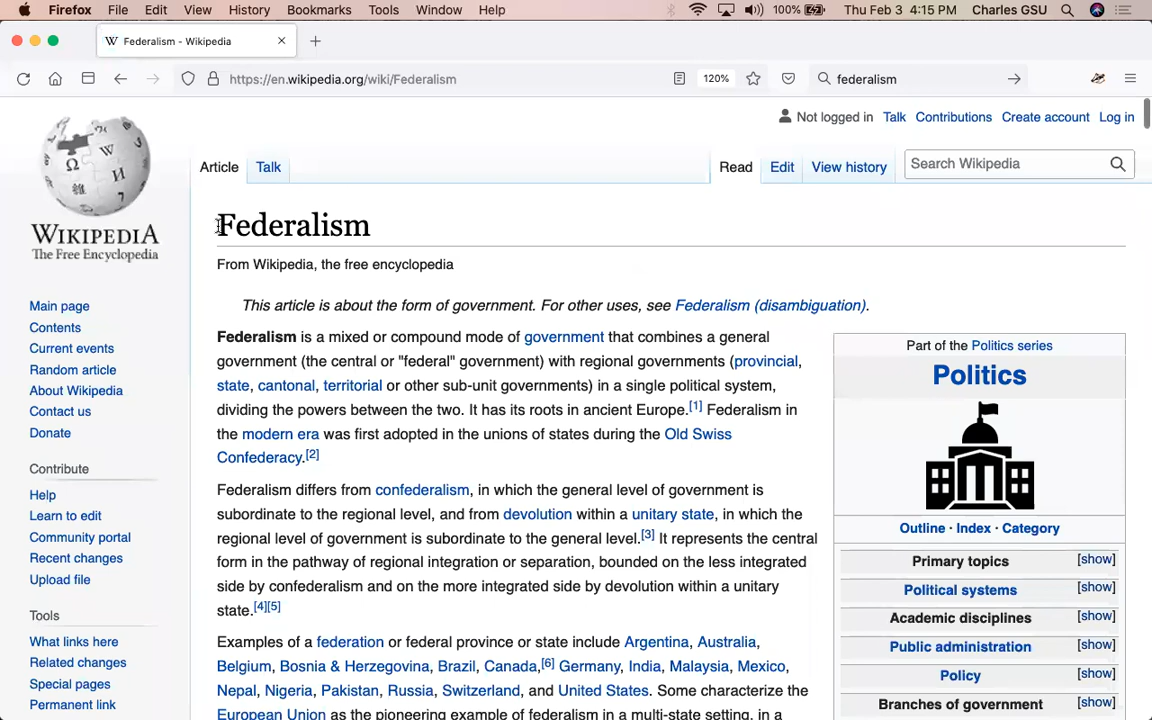 Firefox File Edit View History Bookmarks Tools Window Help 100% Thu Feb 3 4:15 PM Charles GSU
W Federalism - Wikipedia
https://en.wikipedia.org/wiki/Federalism 120% federalism
Not logged in Talk Contributions Create account Log in
Article Talk Read Edit View history Search Wikipedia
WIKIPEDIA
The Free Encyclopedia
Main page
Contents
Current events
Random article
About Wikipedia
Contact us
Donate
Contribute
Help
Learn to edit
Community portal
Recent changes
Upload file
Tools
What links here
Related changes
Special pages
Permanent link
Federalism
From Wikipedia, the free encyclopedia
This article is about the form of government. For other uses, see Federalism (disambiguation).
Federalism is a mixed or compound mode of government that combines a general
government (the central or "federal" government) with regional governments (provincial,
state, cantonal, territorial or other sub-unit governments) in a single political system,
dividing the powers between the two. It has its roots in ancient Europe.[1] Federalism in
the modern era was first adopted in the unions of states during the Old Swiss
Confederacy.[2]
Federalism differs from confederalism, in which the general level of government is
subordinate to the regional level, and from devolution within a unitary state, in which the
regional level of government is subordinate to the general level.[3] It represents the central
form in the pathway of regional integration or separation, bounded on the less integrated
side by confederalism and on the more integrated side by devolution within a unitary
state.[4][5]
Examples of a federation or federal province or state include Argentina, Australia,
Belgium, Bosnia & Herzegovina, Brazil, Canada,[6] Germany, India, Malaysia, Mexico,
Nepal, Nigeria, Pakistan, Russia, Switzerland, and United States. Some characterize the
European Union as the pioneering example of federalism in a multi-state setting, in a
Part of the Politics series
Politics
Outline · Index · Category
Primary topics [show]
Political systems [show]
Academic disciplines [show]
Public administration [show]
Policy [show]
Branches of government [show]